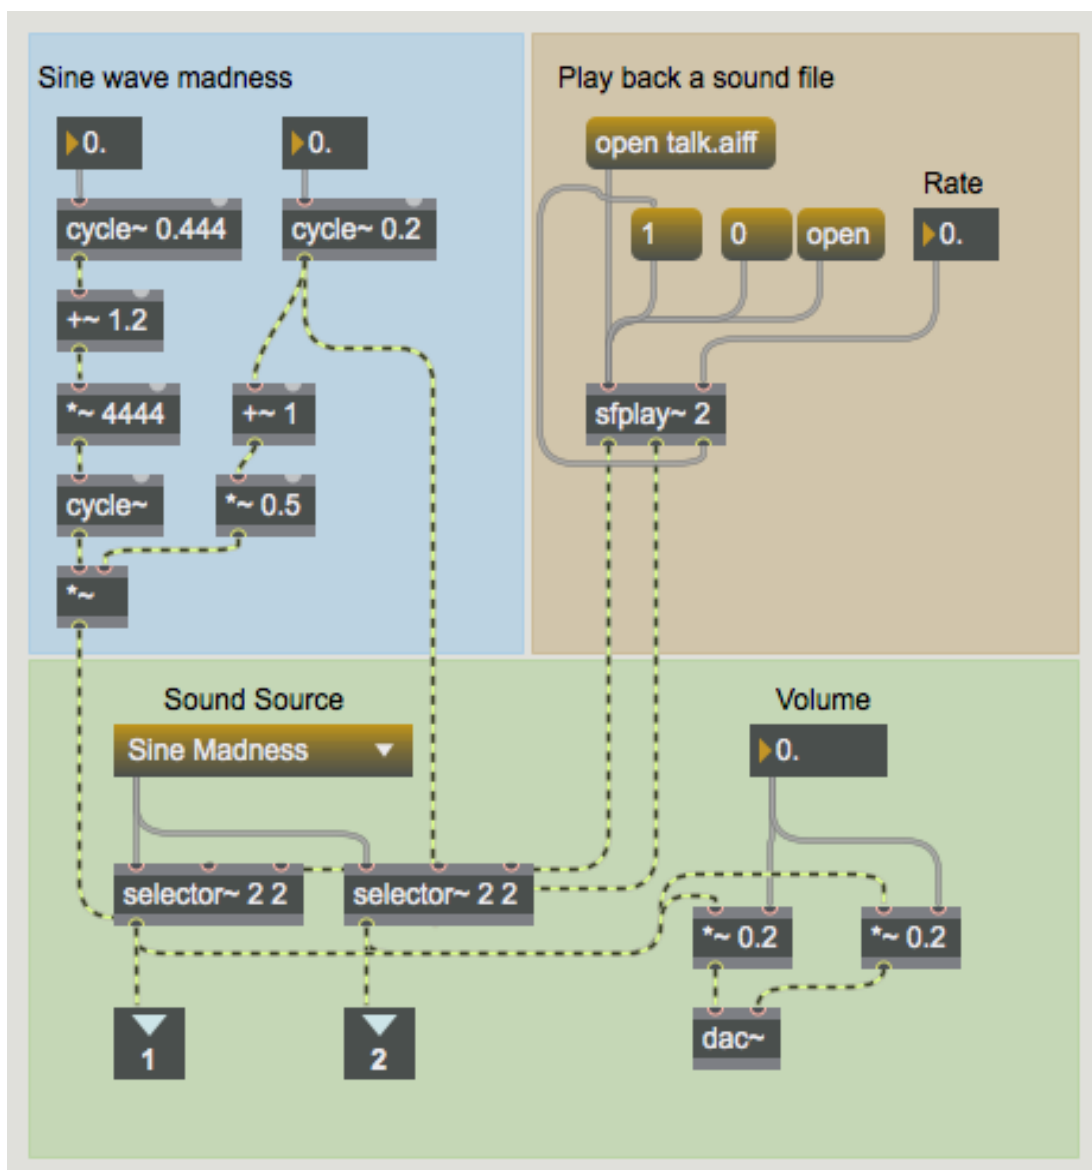 Sine wave madness
0.
0.
cycle~ 0.444
cycle~ 0.2
+~ 1.2
*~ 4444
+~ 1
cycle~
*~ 0.5
*~
Play back a sound file
open talk.aiff
Rate
1
0
open
0.
sfplay~ 2
Sound Source
Sine Madness
selector~ 2 2
selector~ 2 2
1
2
Volume
0.
*~ 0.2
*~ 0.2
dac~